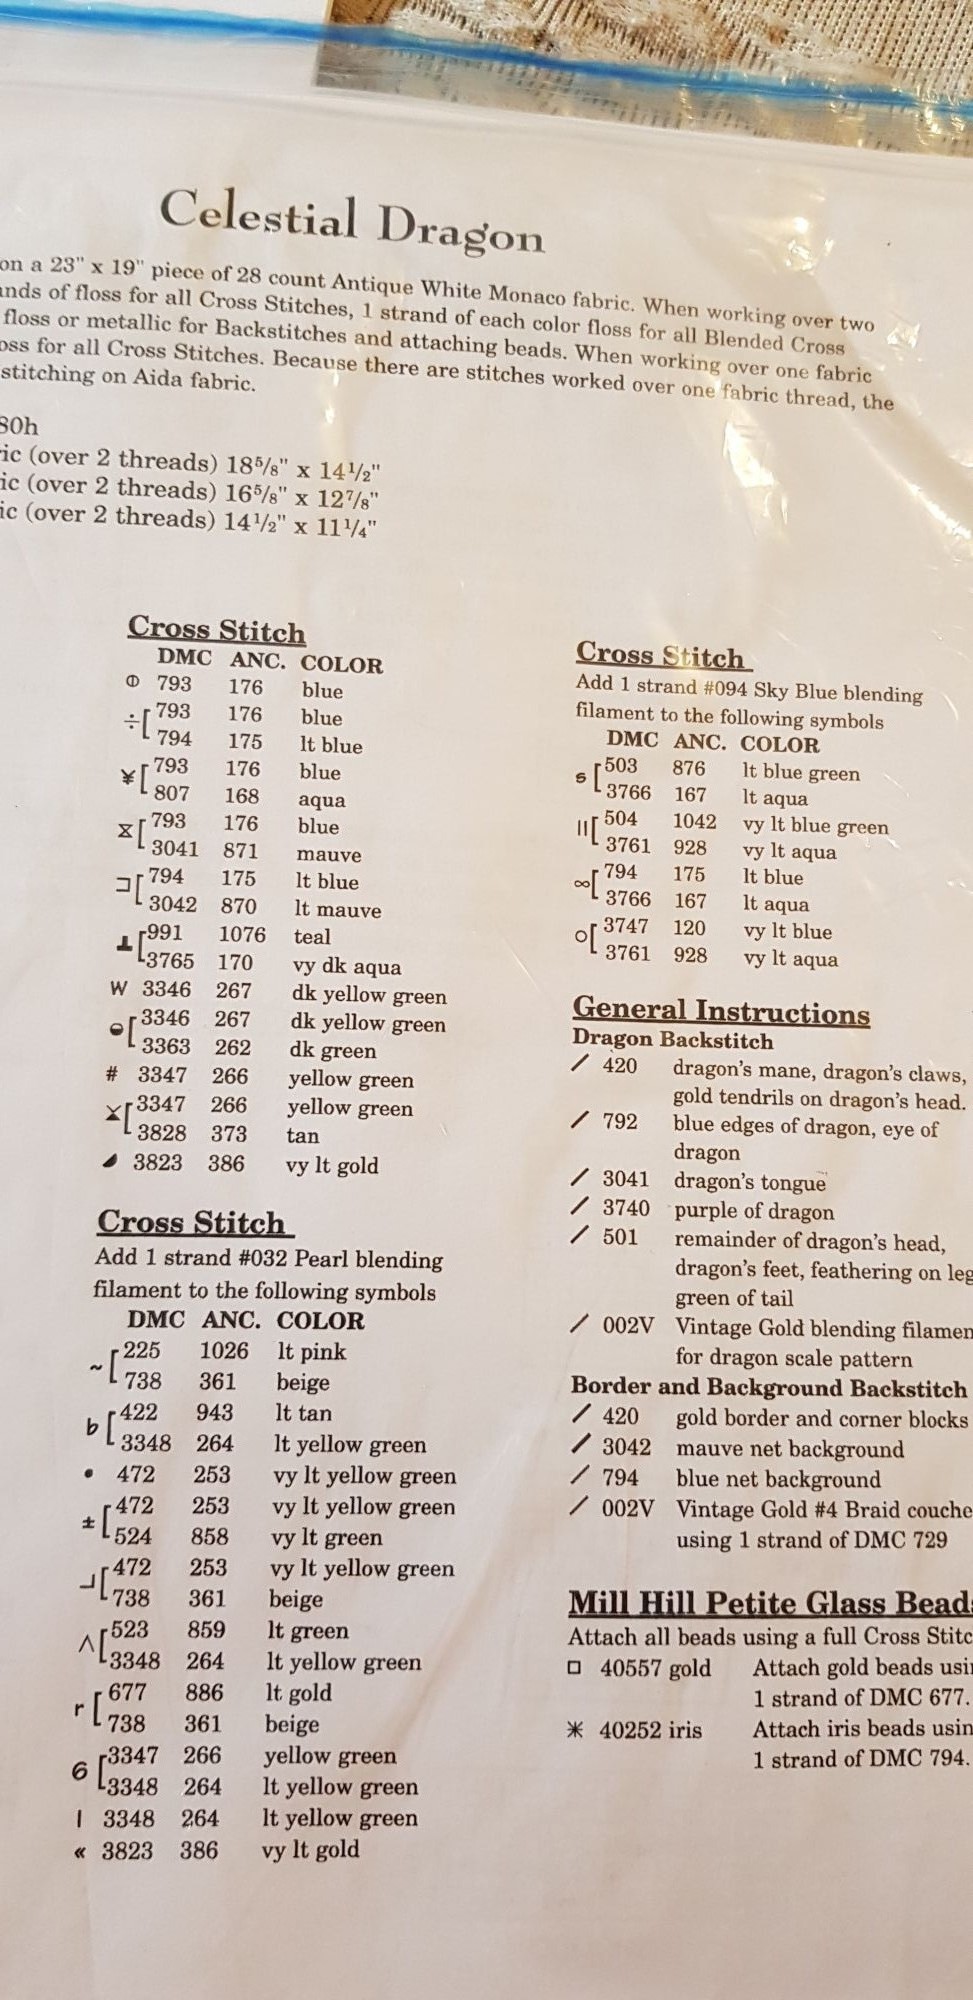 Celestial Dragon
on a 23" x 19" piece of 28 count Antique White Monaco fabric. When working over two
of floss for all Cross Stitches, 1 strand of each color floss for all Blended Cross
floss or metallic for Backstitches and attaching beads. When working over one fabric
for all Cross Stitches. Because there are stitches worked over one fabric thread, the
stitching on Aida fabric.
80h
(over 2 threads) 18⁵/₈" x 14¹/₂"
(over 2 threads) 16⁵/₈" x 12⁷/₈"
(over 2 threads) 14¹/₂" x 11¹/₄"
Cross Stitch
DMC ANC. COLOR
Φ 793 176 blue
÷ [ 793 176 blue
794 175 lt blue
¥ [ 793 176 blue
807 168 aqua
⧖ [ 793 176 blue
3041 871 mauve
⊐ [ 794 175 lt blue
3042 870 lt mauve
⊥ [ 991 1076 teal
3765 170 vy dk aqua
W 3346 267 dk yellow green
◒ [ 3346 267 dk yellow green
3363 262 dk green
# 3347 266 yellow green
[ 3347 266 yellow green
3828 373 tan
3823 386 vy lt gold
Cross Stitch
Add 1 strand #032 Pearl blending
filament to the following symbols
DMC ANC. COLOR
~ [ 225 1026 lt pink
738 361 beige
b [ 422 943 lt tan
3348 264 lt yellow green
• 472 253 vy lt yellow green
± [ 472 253 vy lt yellow green
524 858 vy lt green
┘ [ 472 253 vy lt yellow green
738 361 beige
^ [ 523 859 lt green
3348 264 lt yellow green
r [ 677 886 lt gold
738 361 beige
6 [ 3347 266 yellow green
3348 264 lt yellow green
| 3348 264 lt yellow green
« 3823 386 vy lt gold
Cross Stitch
Add 1 strand #094 Sky Blue blending
filament to the following symbols
DMC ANC. COLOR
s [ 503 876 lt blue green
3766 167 lt aqua
|| [ 504 1042 vy lt blue green
3761 928 vy lt aqua
∞ [ 794 175 lt blue
3766 167 lt aqua
O [ 3747 120 vy lt blue
3761 928 vy lt aqua
General Instructions
Dragon Backstitch
/ 420 dragon's mane, dragon's claws,
gold tendrils on dragon's head.
/ 792 blue edges of dragon, eye of
dragon
/ 3041 dragon's tongue
/ 3740 purple of dragon
/ 501 remainder of dragon's head,
dragon's feet, feathering on leg
green of tail
/ 002V Vintage Gold blending filamen
for dragon scale pattern
Border and Background Backstitch
/ 420 gold border and corner blocks
/ 3042 mauve net background
/ 794 blue net background
/ 002V Vintage Gold #4 Braid couche
using 1 strand of DMC 729
Mill Hill Petite Glass Beads
Attach all beads using a full Cross Stitc
□ 40557 gold Attach gold beads usi
1 strand of DMC 677.
✳ 40252 iris Attach iris beads usin
1 strand of DMC 794.